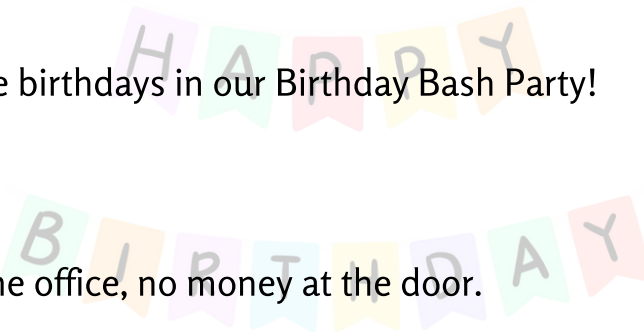 HAPPY
birthdays in our Birthday Bash Party!
BIRTHDAY
office, no money at the door.